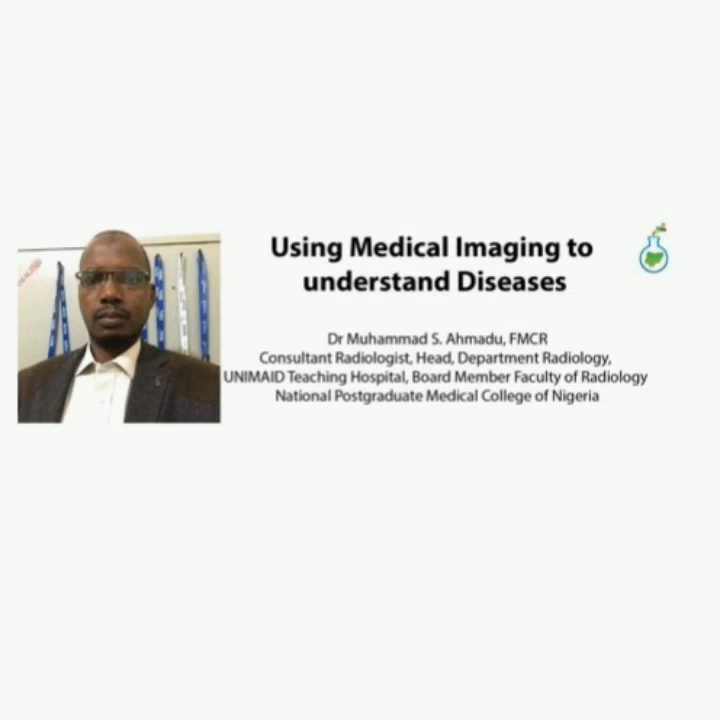 Using Medical Imaging to
understand Diseases
Dr Muhammad S. Ahmadu, FMCR
Consultant Radiologist, Head, Department Radiology,
UNIMAID Teaching Hospital, Board Member Faculty of Radiology
National Postgraduate Medical College of Nigeria